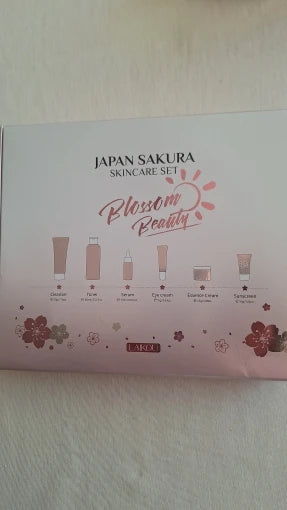 JAPAN SAKURA
SKINCARE SET
Blossom
Beauty
Cleanser Toner Serum Eye cream Essence Cream Sunscreen
LAIKOU